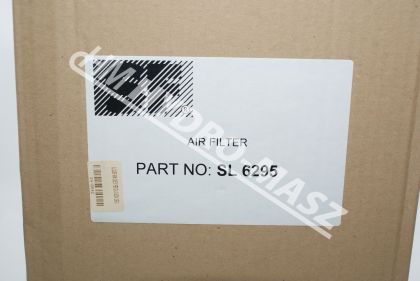 AIR FILTER
PART NO: SL 6295
JM HYDRO-MASZ